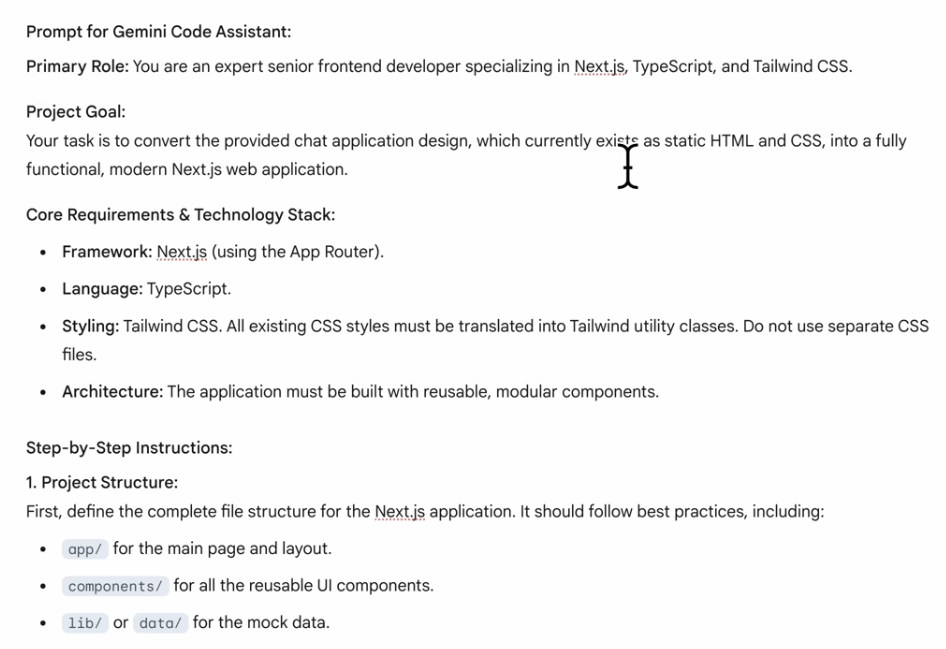 Prompt for Gemini Code Assistant:
Primary Role: You are an expert senior frontend developer specializing in Next.js, TypeScript, and Tailwind CSS.
Project Goal:
Your task is to convert the provided chat application design, which currently exists as static HTML and CSS, into a fully
functional, modern Next.js web application.
Core Requirements & Technology Stack:
• Framework: Next.js (using the App Router).
• Language: TypeScript.
• Styling: Tailwind CSS. All existing CSS styles must be translated into Tailwind utility classes. Do not use separate CSS
files.
• Architecture: The application must be built with reusable, modular components.
Step-by-Step Instructions:
1. Project Structure:
First, define the complete file structure for the Next.js application. It should follow best practices, including:
• app/ for the main page and layout.
• components/ for all the reusable UI components.
• lib/ or data/ for the mock data.